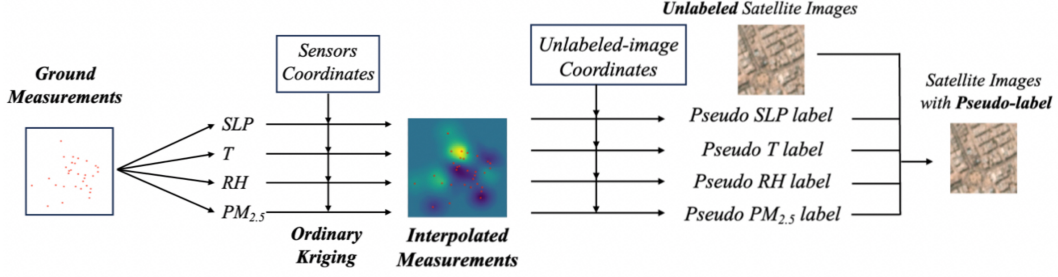 Ground
Measurements
SLP
T
RH
PM2.5
Sensors
Coordinates
Ordinary
Kriging
Interpolated
Measurements
Unlabeled-image
Coordinates
Unlabeled Satellite Images
Pseudo SLP label
Pseudo T label
Pseudo RH label
Pseudo PM2.5 label
Satellite Images
with Pseudo-label